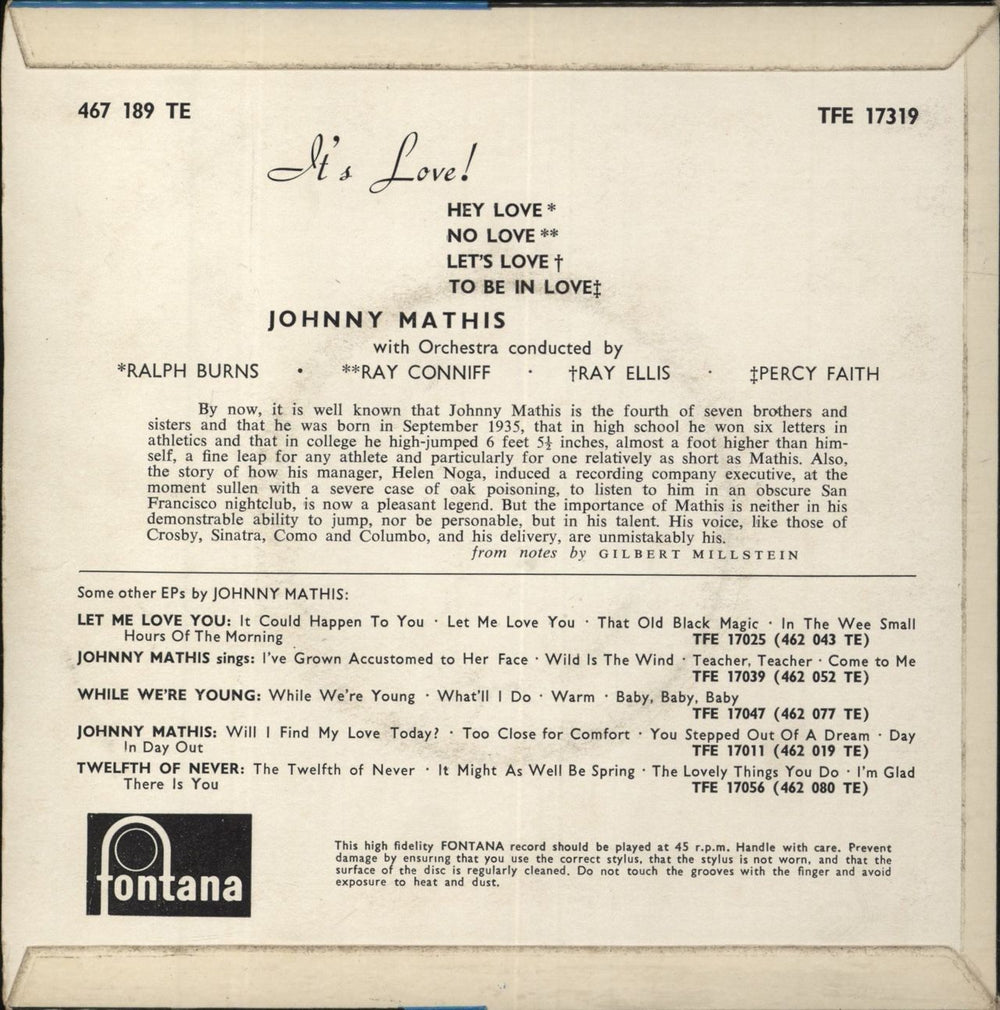 467 189 TE
TFE 17319
It's Love!
HEY LOVE *
NO LOVE **
LET'S LOVE †
TO BE IN LOVE‡
JOHNNY MATHIS
with Orchestra conducted by
*RALPH BURNS • **RAY CONNIFF · †RAY ELLIS · ‡PERCY FAITH
By now, it is well known that Johnny Mathis is the fourth of seven brothers and
sisters and that he was born in September 1935, that in high school he won six letters in
athletics and that in college he high-jumped 6 feet 5½ inches, almost a foot higher than him-
self, a fine leap for any athlete and particularly for one relatively as short as Mathis. Also,
the story of how his manager, Helen Noga, induced a recording company executive, at the
moment sullen with a severe case of oak poisoning, to listen to him in an obscure San
Francisco nightclub, is now a pleasant legend. But the importance of Mathis is neither in his
demonstrable ability to jump, nor be personable, but in his talent. His voice, like those of
Crosby, Sinatra, Como and Columbo, and his delivery, are unmistakably his.
from notes by GILBERT MILLSTEIN
Some other EPs by JOHNNY MATHIS:
LET ME LOVE YOU: It Could Happen To You · Let Me Love You · That Old Black Magic · In The Wee Small
Hours Of The Morning TFE 17025 (462 043 TE)
JOHNNY MATHIS sings: I've Grown Accustomed to Her Face · Wild Is The Wind · Teacher, Teacher · Come to Me
TFE 17039 (462 052 TE)
WHILE WE'RE YOUNG: While We're Young · What'll I Do · Warm · Baby, Baby, Baby
TFE 17047 (462 077 TE)
JOHNNY MATHIS: Will I Find My Love Today? · Too Close for Comfort · You Stepped Out Of A Dream · Day
In Day Out TFE 17011 (462 019 TE)
TWELFTH OF NEVER: The Twelfth of Never · It Might As Well Be Spring · The Lovely Things You Do · I'm Glad
There Is You TFE 17056 (462 080 TE)
fontana
This high fidelity FONTANA record should be played at 45 r.p.m. Handle with care. Prevent
damage by ensuring that you use the correct stylus, that the stylus is not worn, and that the
surface of the disc is regularly cleaned. Do not touch the grooves with the finger and avoid
exposure to heat and dust.